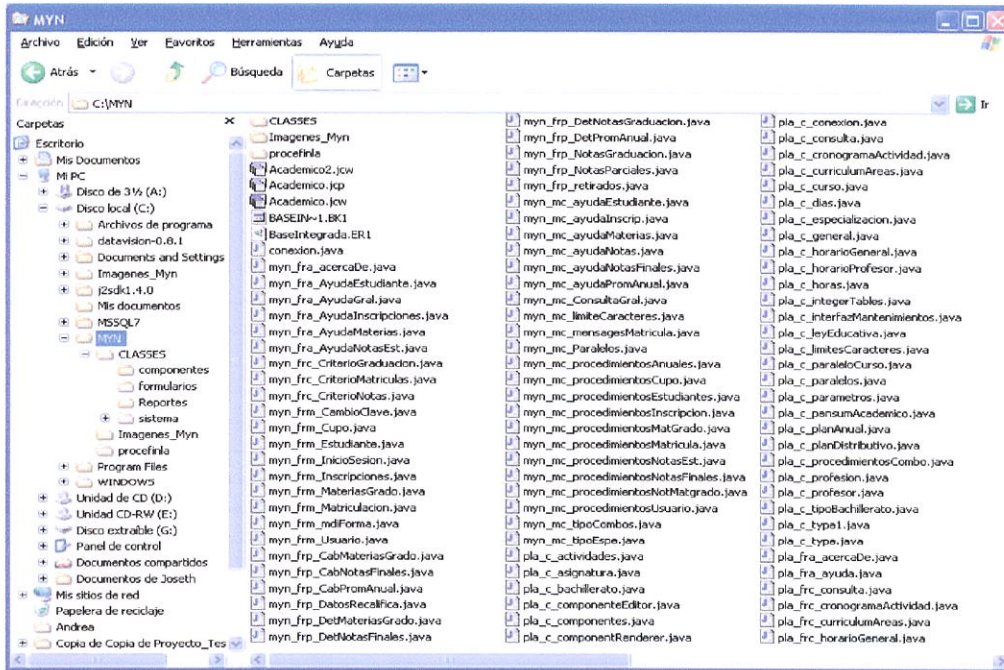 MYN
Archivo Edición Ver Favoritos Herramientas Ayuda
Atrás Búsqueda Carpetas
Dirección C:\MYN Ir
Carpetas
Escritorio
Mis Documentos
Mi PC
Disco de 3½ (A:)
Disco local (C:)
Archivos de programa
datavision-0.8.1
Documents and Settings
Imagenes_Myn
j2sdk1.4.0
Mis documentos
MSSQL7
MYN
CLASSES
componentes
formularios
Reportes
sistema
Imagenes_Myn
procefinla
Program Files
WINDOWS
Unidad de CD (D:)
Unidad CD-RW (E:)
Disco extraíble (G:)
Panel de control
Documentos compartidos
Documentos de Joseth
Mis sitios de red
Papelera de reciclaje
Andrea
Copia de Copia de Proyecto_Tes
CLASSES
Imagenes_Myn
procefinla
Academico2.jcw
Academico.jcp
Academico.jcw
BASEIN~1.BK1
BaseIntegrada.ER1
conexion.java
myn_fra_acercaDe.java
myn_fra_AyudaEstudiante.java
myn_fra_AyudaGral.java
myn_fra_AyudaInscripciones.java
myn_fra_AyudaMaterias.java
myn_fra_AyudaNotasEst.java
myn_frc_CriterioGraduacion.java
myn_frc_CriterioMatriculas.java
myn_frc_CriterioNotas.java
myn_frm_CambioClave.java
myn_frm_Cupo.java
myn_frm_Estudiante.java
myn_frm_InicioSesion.java
myn_frm_Inscripciones.java
myn_frm_MateriasGrado.java
myn_frm_Matriculacion.java
myn_frm_mdiForma.java
myn_frm_Usuario.java
myn_frp_CabMateriasGrado.java
myn_frp_CabNotasFinales.java
myn_frp_CabPromAnual.java
myn_frp_DatosRecalifica.java
myn_frp_DetMateriasGrado.java
myn_frp_DetNotasFinales.java
myn_frp_DetNotasGraduacion.java
myn_frp_DetPromAnual.java
myn_frp_NotasGraduacion.java
myn_frp_NotasParciales.java
myn_frp_retirados.java
myn_mc_ayudaEstudiante.java
myn_mc_ayudaInscrip.java
myn_mc_ayudaMaterias.java
myn_mc_ayudaNotas.java
myn_mc_ayudaNotasFinales.java
myn_mc_ayudaPromAnual.java
myn_mc_ConsultaGral.java
myn_mc_limiteCaracteres.java
myn_mc_mensagesMatricula.java
myn_mc_Paralelos.java
myn_mc_procedimientosAnuales.java
myn_mc_procedimientosCupo.java
myn_mc_procedimientosEstudiantes.java
myn_mc_procedimientosInscripcion.java
myn_mc_procedimientosMatGrado.java
myn_mc_procedimientosMatricula.java
myn_mc_procedimientosNotasEst.java
myn_mc_procedimientosNotasFinales.java
myn_mc_procedimientosNotMatgrado.java
myn_mc_procedimientosUsuario.java
myn_mc_tipoCombos.java
myn_mc_tipoEspe.java
pla_c_actividades.java
pla_c_asignatura.java
pla_c_bachillerato.java
pla_c_componenteEditor.java
pla_c_componentes.java
pla_c_componentRenderer.java
pla_c_conexion.java
pla_c_consulta.java
pla_c_cronogramaActividad.java
pla_c_curriculumAreas.java
pla_c_curso.java
pla_c_dias.java
pla_c_especializacion.java
pla_c_general.java
pla_c_horarioGeneral.java
pla_c_horarioProfesor.java
pla_c_horas.java
pla_c_integerTables.java
pla_c_interfazMantenimientos.java
pla_c_leyEducativa.java
pla_c_limitesCaracteres.java
pla_c_paraleloCurso.java
pla_c_paralelos.java
pla_c_parametros.java
pla_c_pensumAcademico.java
pla_c_planAnual.java
pla_c_planDistributivo.java
pla_c_procedimientosCombo.java
pla_c_profesion.java
pla_c_profesor.java
pla_c_tipoBachillerato.java
pla_c_type1.java
pla_c_type.java
pla_fra_acercaDe.java
pla_fra_ayuda.java
pla_frc_consulta.java
pla_frc_cronogramaActividad.java
pla_frc_curriculumAreas.java
pla_frc_horarioGeneral.java